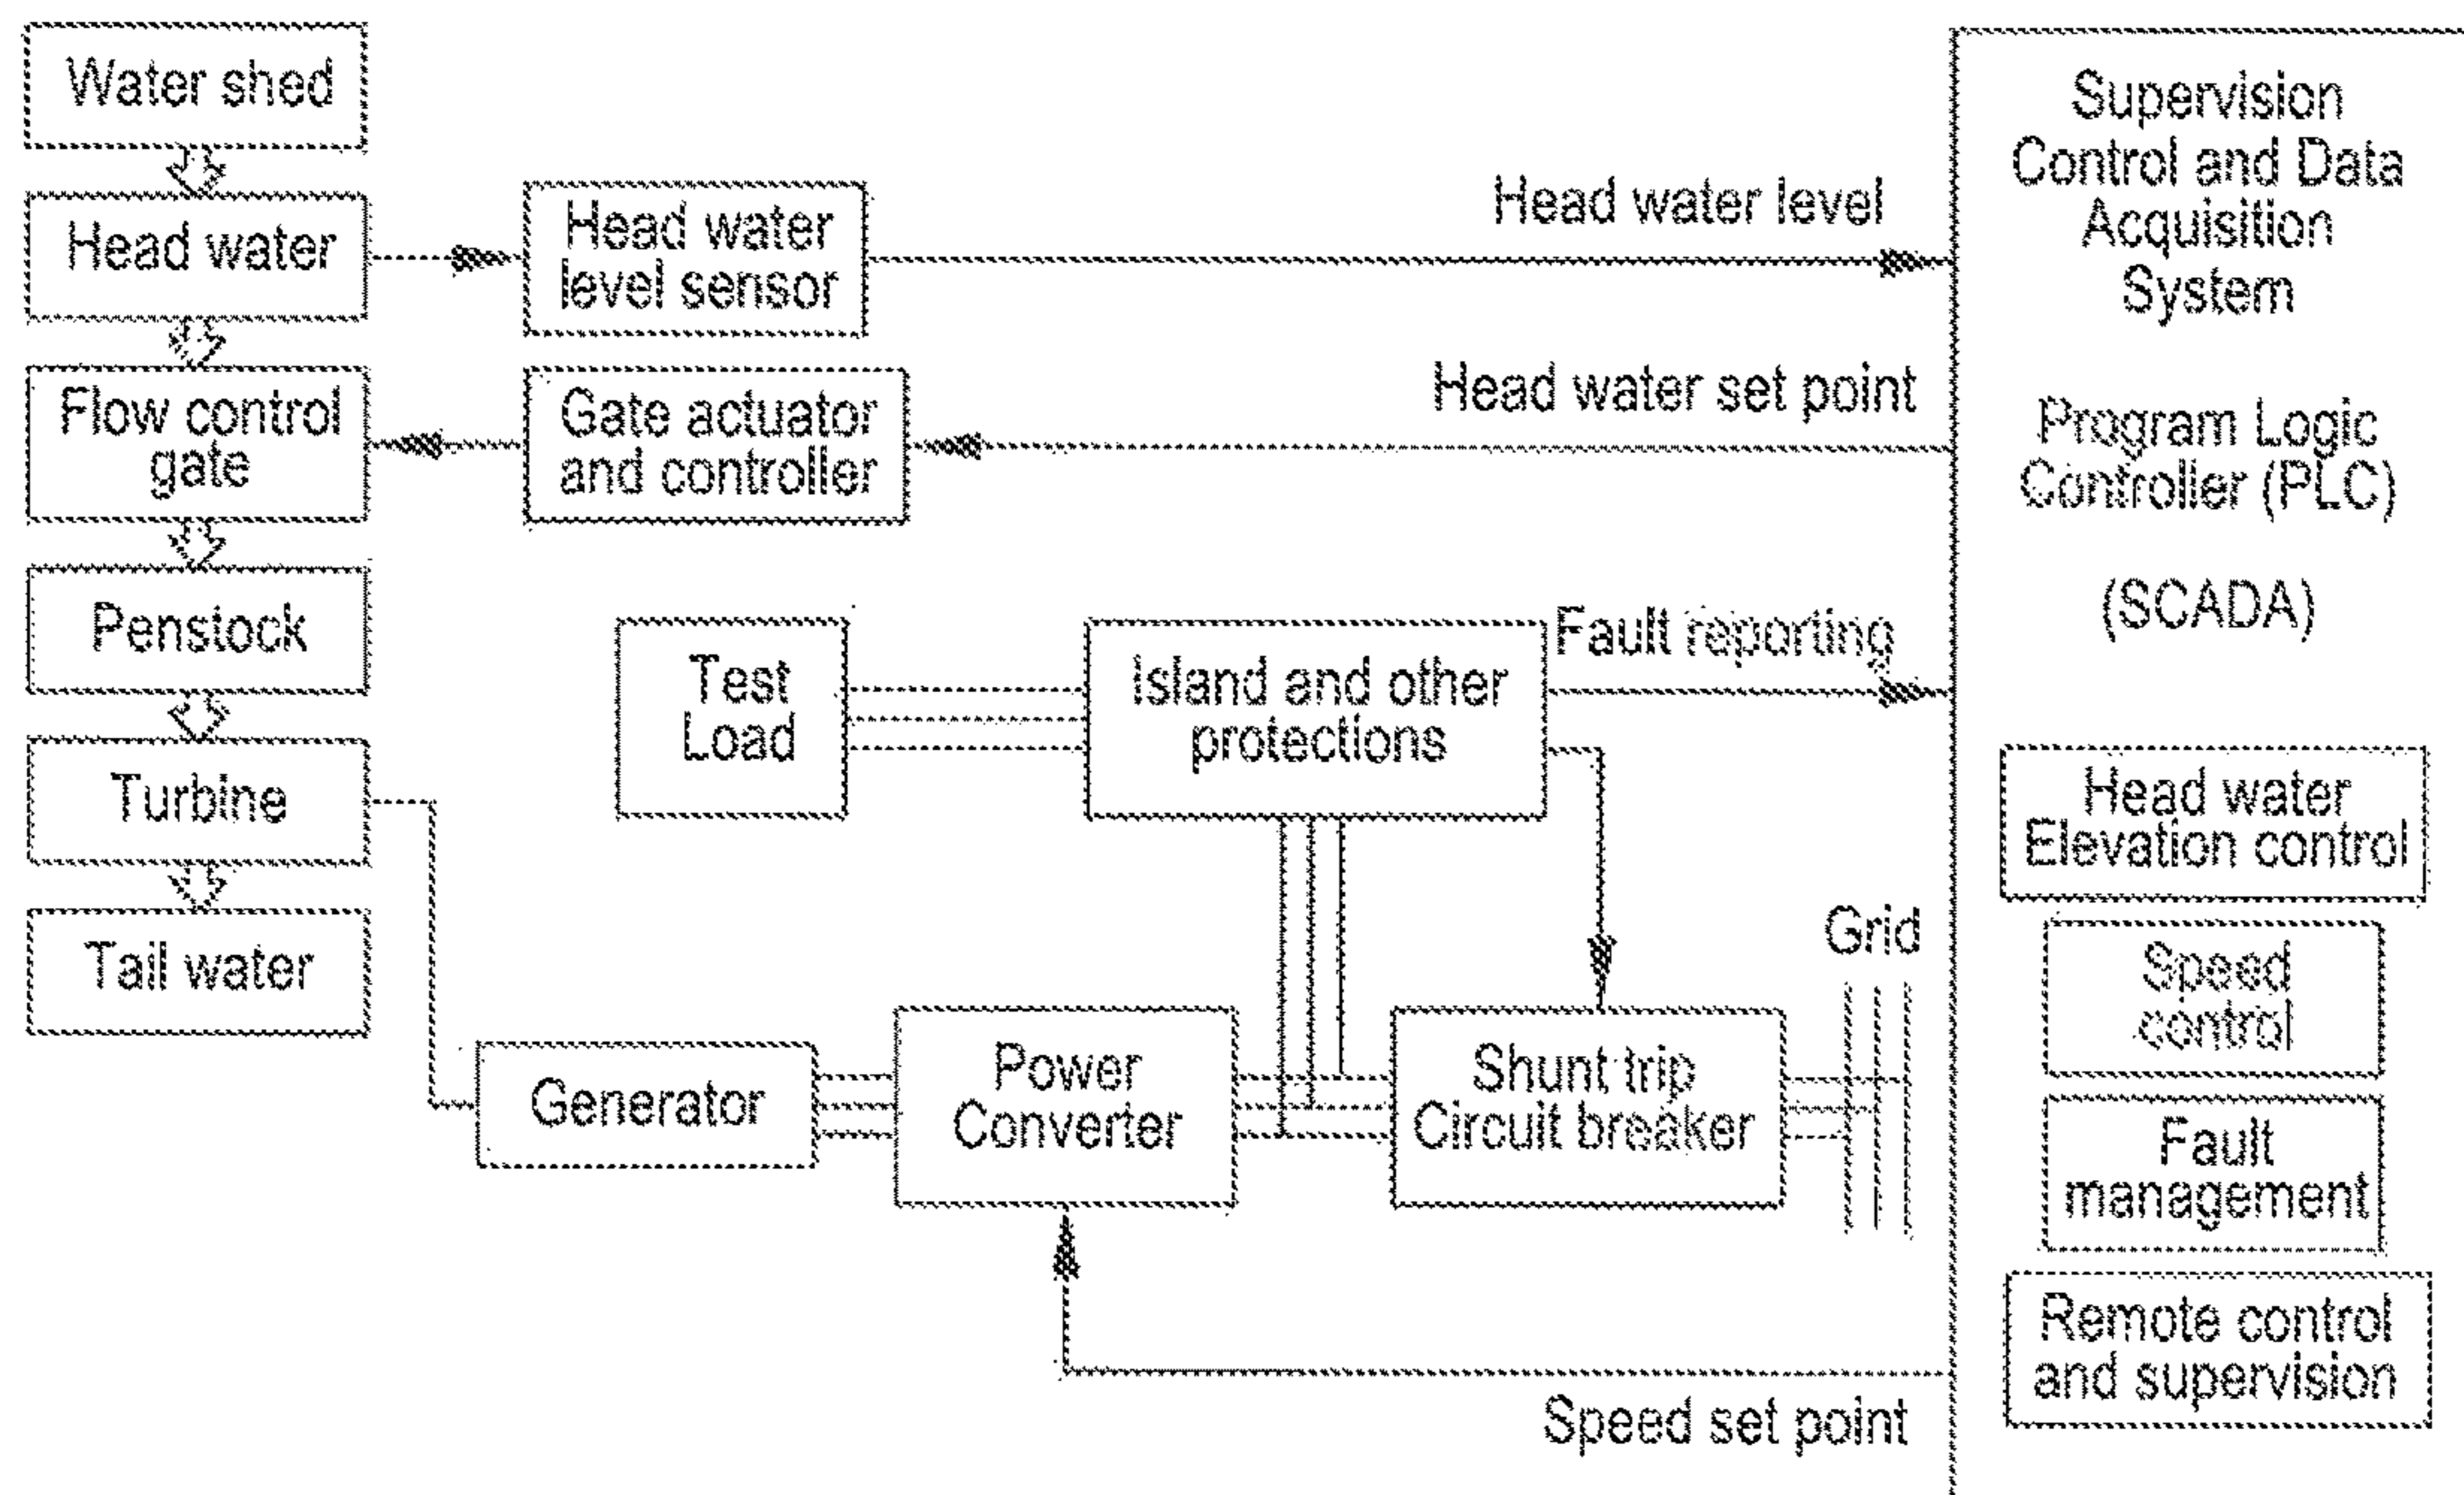 Water shed
Head water
Flow control
gate
Penstock
Turbine
Tail water
Head water
level sensor
Gate actuator
and controller
Head water level
Head water set point
Test
Load
Island and other
protections
Fault reporting
Generator
Power
Converter
Shunt trip
Circuit breaker
Grid
Speed set point
Supervision
Control and Data
Acquisition
System
Program Logic
Controller (PLC)
(SCADA)
Head water
Elevation control
Speed
control
Fault
management
Remote control
and supervision